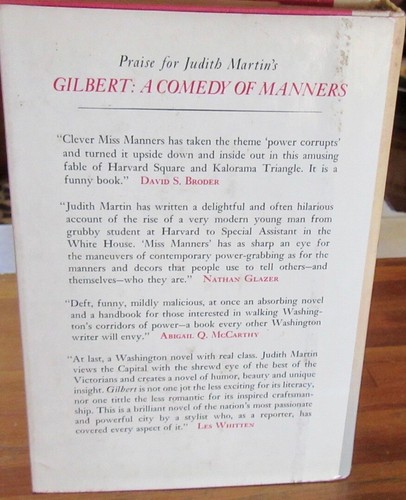 Praise for Judith Martin's
GILBERT: A COMEDY OF MANNERS
"Clever Miss Manners has taken the theme 'power corrupts'
and turned it upside down and inside out in this amusing
fable of Harvard Square and Kalorama Triangle. It is a
funny book." DAVID S. BRODER
"Judith Martin has written a delightful and often hilarious
account of the rise of a very modern young man from
grubby student at Harvard to Special Assistant in the
White House. 'Miss Manners' has as sharp an eye for
the maneuvers of contemporary power-grabbing as for the
manners and decors that people use to tell others—and
themselves—who they are." NATHAN GLAZER
"Deft, funny, mildly malicious, at once an absorbing novel
and a handbook for those interested in walking Washing-
ton's corridors of power—a book every other Washington
writer will envy." ABIGAIL Q. MCCARTHY
"At last, a Washington novel with real class. Judith Martin
views the Capital with the shrewd eye of the best of the
Victorians and creates a novel of humor, beauty and unique
insight. Gilbert is not one jot the less exciting for its literacy,
nor one tittle the less romantic for its inspired craftsman-
ship. This is a brilliant novel of the nation's most passionate
and powerful city by a stylist who, as a reporter, has
covered every aspect of it." LES WHITTEN